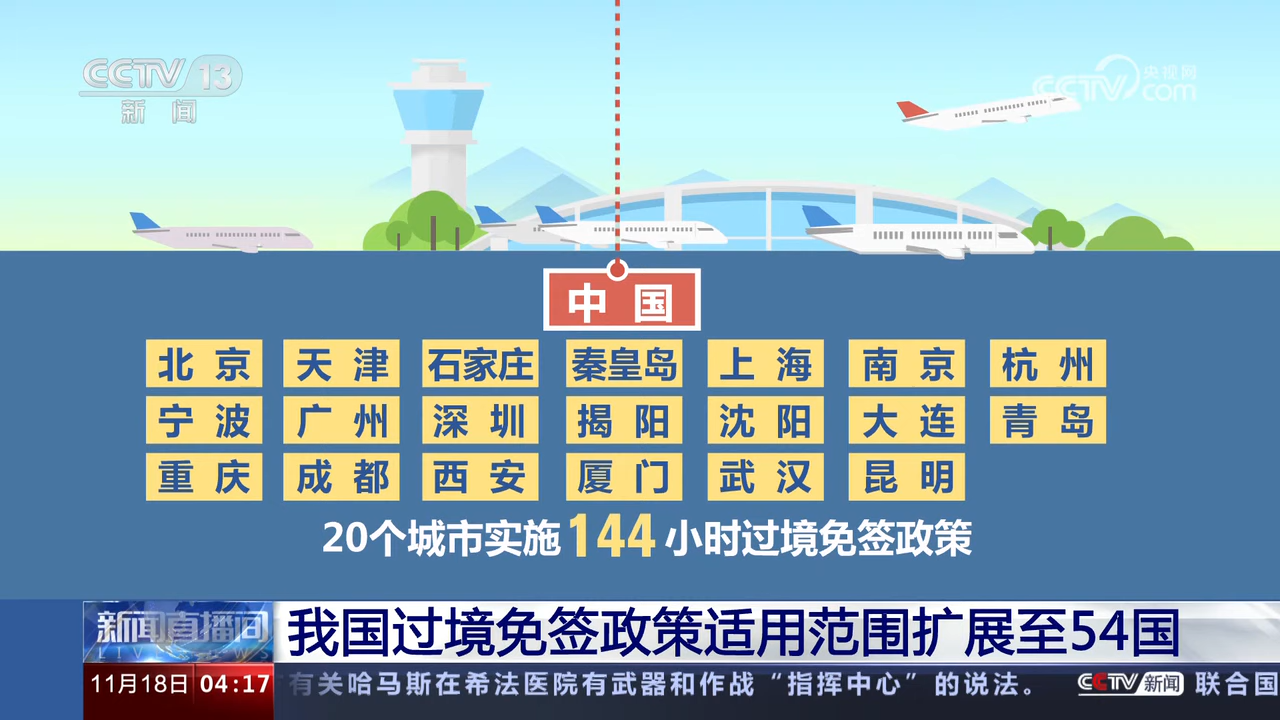 CCTV 13
新闻
央视网
CCTV com
中国
北京 天津 石家庄 秦皇岛 上海 南京 杭州
宁波 广州 深圳 揭阳 沈阳 大连 青岛
重庆 成都 西安 厦门 武汉 昆明
20个城市实施144小时过境免签政策
新闻直播间
LIVE NEWS
我国过境免签政策适用范围扩展至54国
11月18日 04:17
有关哈马斯在希法医院有武器和作战“指挥中心”的说法。 CCTV新闻 联合国